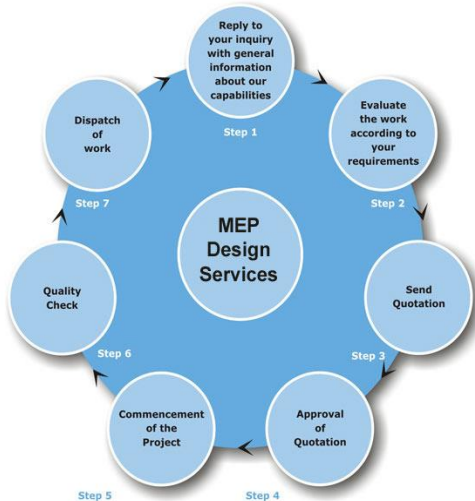 Reply to
your inquiry
with general
information
about our
capabilities
Step 1
Evaluate
the work
according to
your
requirements
Step 2
Send
Quotation
Step 3
Approval
of
Quotation
Step 4
Commencement
of the
Project
Step 5
Quality
Check
Step 6
Dispatch
of
work
Step 7
MEP
Design
Services